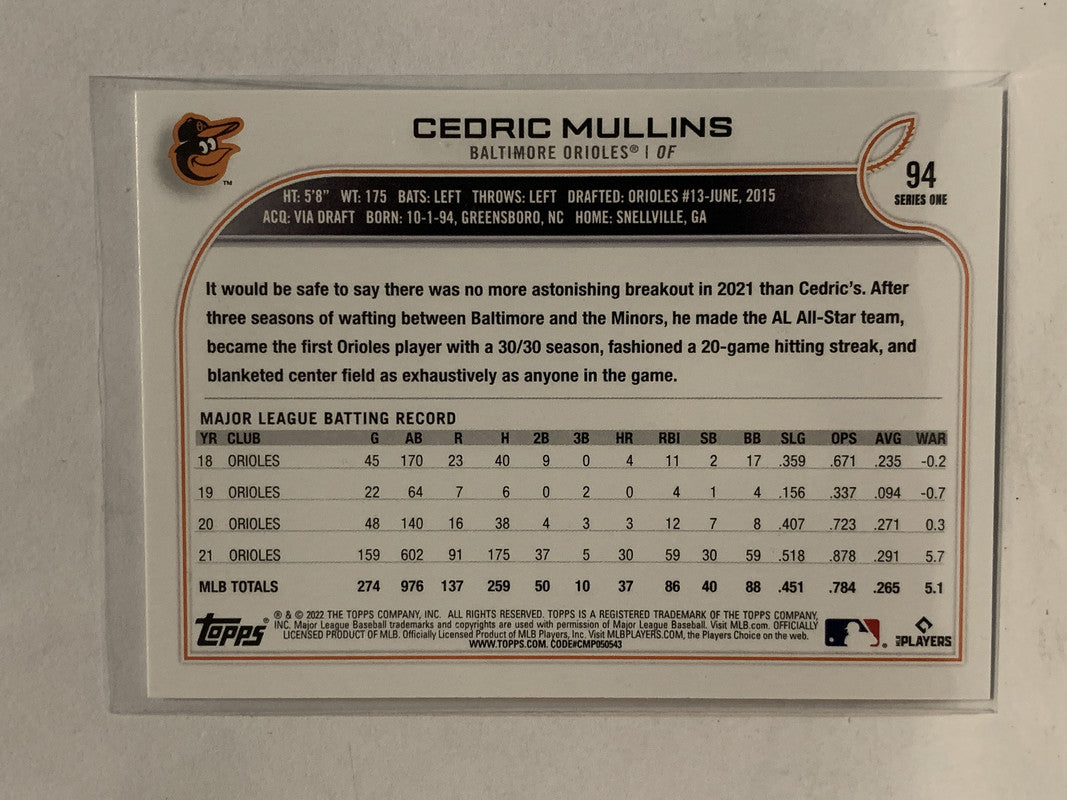 CEDRIC MULLINS
BALTIMORE ORIOLES® | OF
94
SERIES ONE
TM
HT: 5'8" WT: 175 BATS: LEFT THROWS: LEFT DRAFTED: ORIOLES #13-JUNE, 2015
ACQ: VIA DRAFT BORN: 10-1-94, GREENSBORO, NC HOME: SNELLVILLE, GA
It would be safe to say there was no more astonishing breakout in 2021 than Cedric's. After
three seasons of wafting between Baltimore and the Minors, he made the AL All-Star team,
became the first Orioles player with a 30/30 season, fashioned a 20-game hitting streak, and
blanketed center field as exhaustively as anyone in the game.
MAJOR LEAGUE BATTING RECORD
YR CLUB G AB R H 2B 3B HR RBI SB BB SLG OPS AVG WAR
18 ORIOLES 45 170 23 40 9 0 4 11 2 17 .359 .671 .235 -0.2
19 ORIOLES 22 64 7 6 0 2 0 4 1 4 .156 .337 .094 -0.7
20 ORIOLES 48 140 16 38 4 3 3 12 7 8 .407 .723 .271 0.3
21 ORIOLES 159 602 91 175 37 5 30 59 30 59 .518 .878 .291 5.7
MLB TOTALS 274 976 137 259 50 10 37 86 40 88 .451 .784 .265 5.1
topps®
® & © 2022 THE TOPPS COMPANY, INC. ALL RIGHTS RESERVED. TOPPS IS A REGISTERED TRADEMARK OF THE TOPPS COMPANY,
INC. Major League Baseball trademarks and copyrights are used with permission of Major League Baseball. Visit MLB.com. OFFICIALLY
LICENSED PRODUCT OF MLB. Officially Licensed Product of MLB Players, Inc. Visit MLBPLAYERS.COM, the Players Choice on the web.
WWW.TOPPS.COM. CODE#CMP050543
MLB PLAYERS